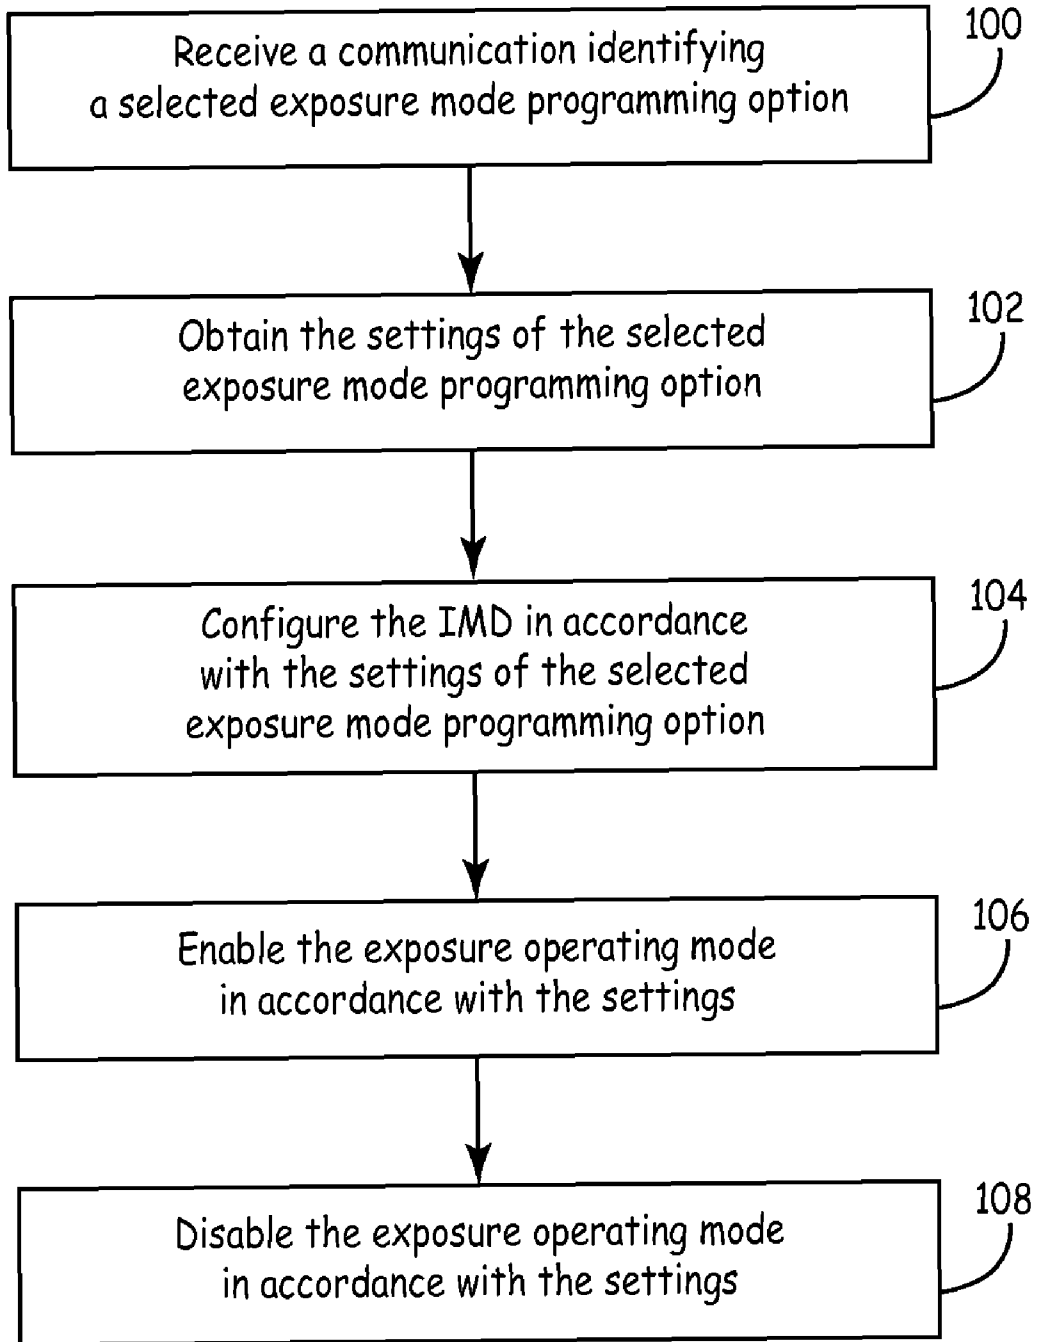 100
Receive a communication identifying
a selected exposure mode programming option
102
Obtain the settings of the selected
exposure mode programming option
104
Configure the IMD in accordance
with the settings of the selected
exposure mode programming option
106
Enable the exposure operating mode
in accordance with the settings
108
Disable the exposure operating mode
in accordance with the settings